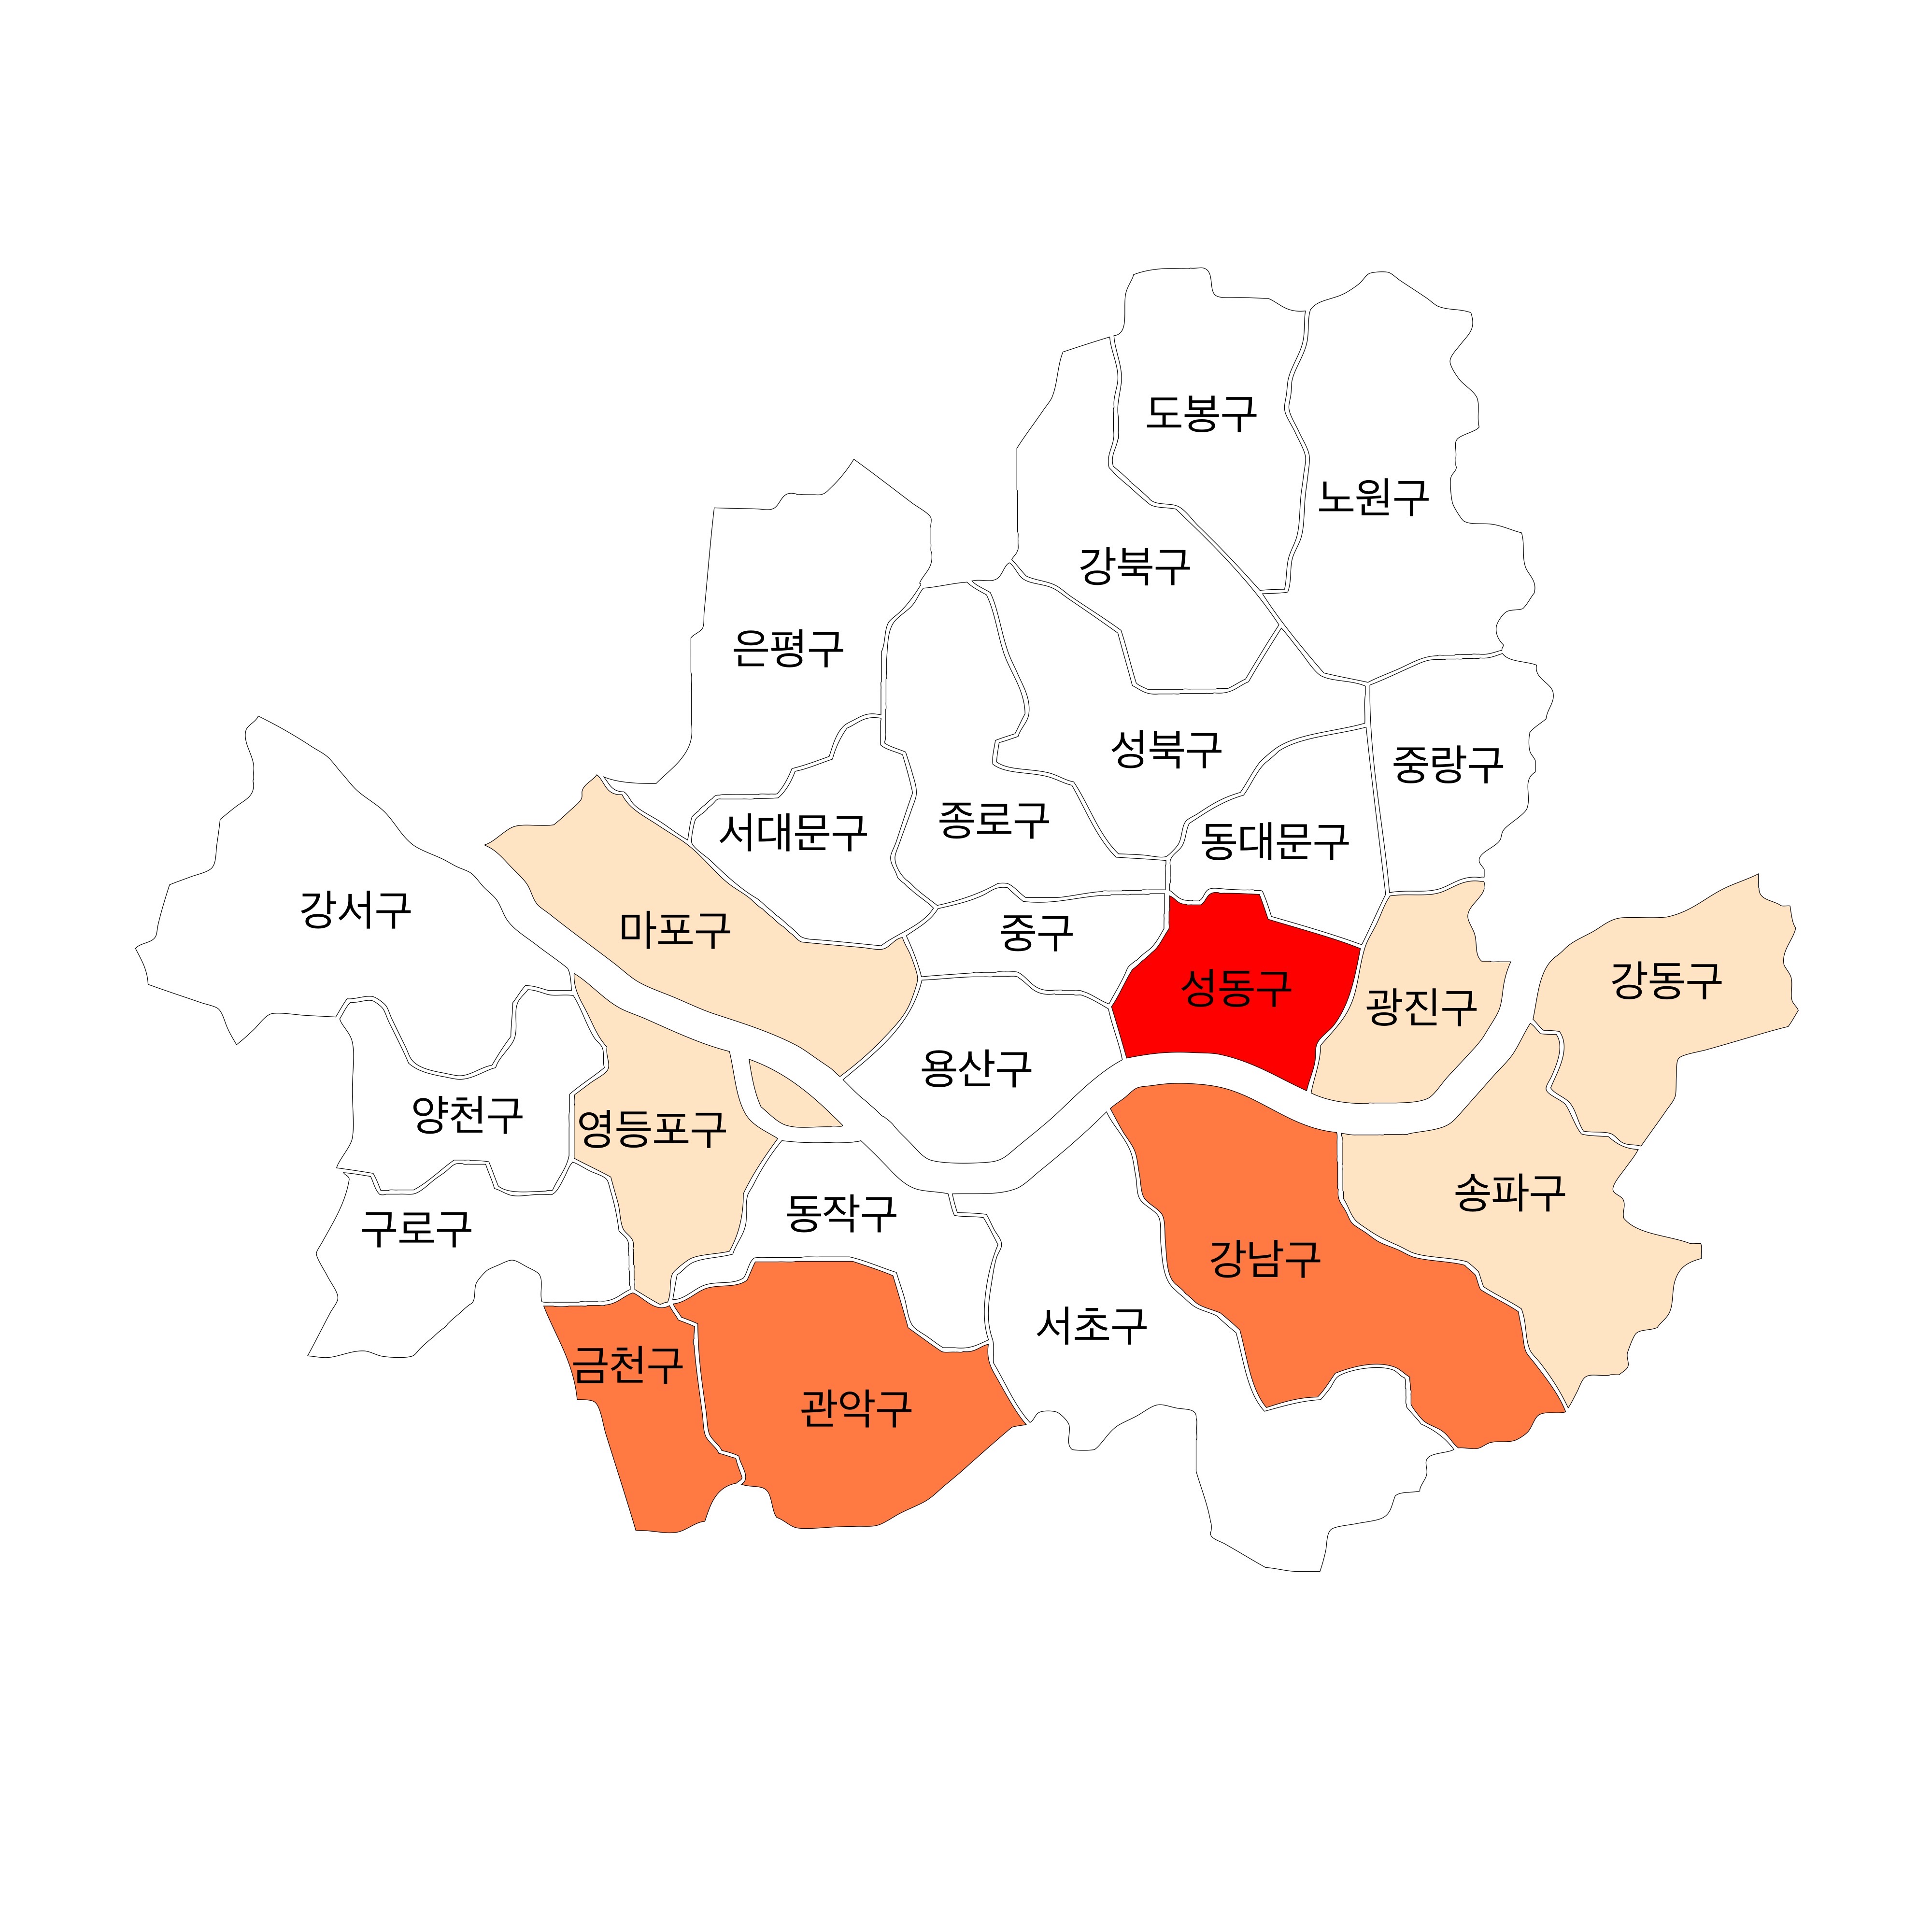 도봉구
노원구
강북구
은평구
성북구
중랑구
종로구
서대문구
동대문구
강서구
마포구
중구
서동구
강동구
광진구
용산구
양천구
영등포구
송파구
동작구
구로구
강남구
서초구
금천구
관악구